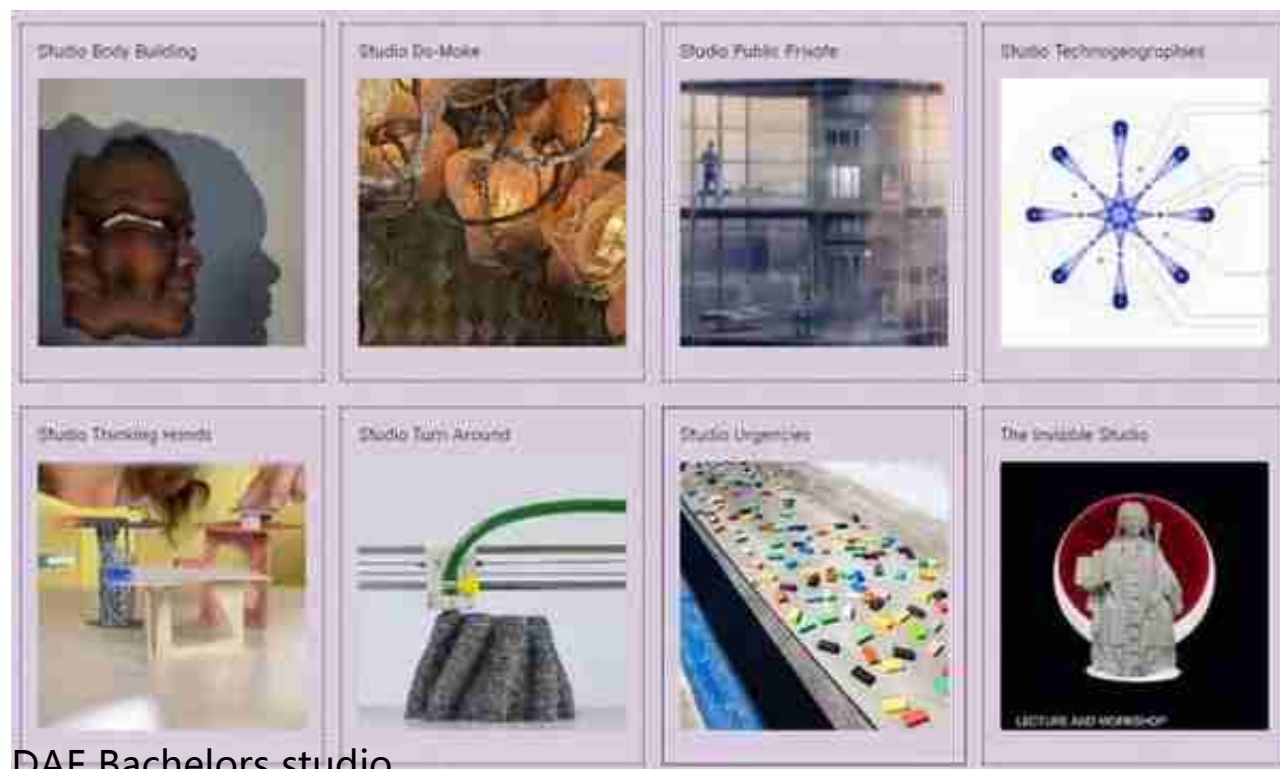 Studio Body Building
Studio Do-Make
Studio Public Private
Studio Technogeographies
Studio Thinking Hands
Studio Turn Around
Studio Urgencies
The Invisible Studio
LECTURE AND WORKSHOP
DAE Bachelors studio